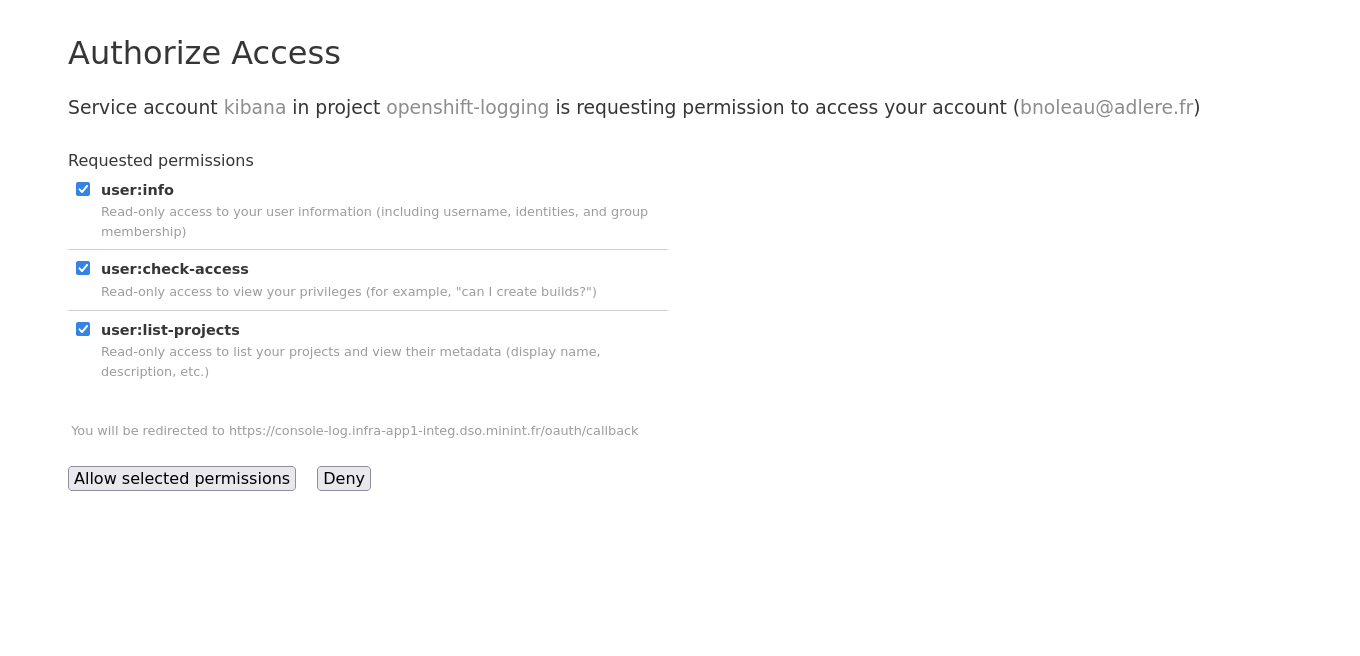 Authorize Access
Service account kibana in project openshift-logging is requesting permission to access your account (bnoleau@adlere.fr)
Requested permissions
user:info
Read-only access to your user information (including username, identities, and group
membership)
user:check-access
Read-only access to view your privileges (for example, "can I create builds?")
user:list-projects
Read-only access to list your projects and view their metadata (display name,
description, etc.)
You will be redirected to https://console-log.infra-app1-integ.dso.minint.fr/oauth/callback
Allow selected permissions Deny